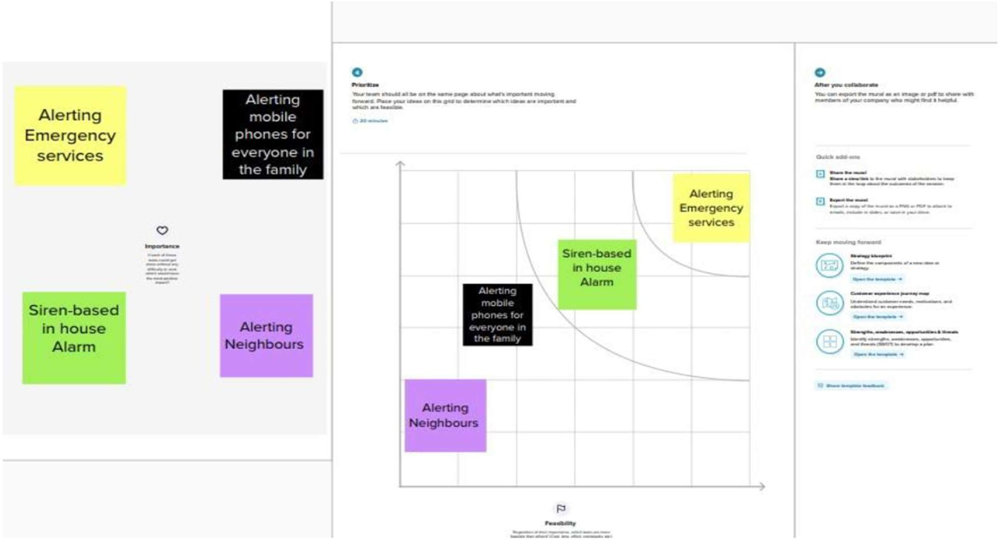 Alerting
Emergency
services
Alerting
mobile
phones for
everyone in
the family
Importance
If each of these
tasks could get
done without any
difficulty or cost,
which would have
the most positive
impact?
Siren-based
in house
Alarm
Alerting
Neighbours
4
Prioritize
Your team should all be on the same page about what's important moving
forward. Place your ideas on this grid to determine which ideas are important and
which are feasible.
20 minutes
Alerting
Emergency
services
Siren-based
in house
Alarm
Alerting
mobile
phones for
everyone in
the family
Alerting
Neighbours
Feasibility
Regardless of their importance, which tasks are more
feasible than others? (Cost, time, effort, complexity, etc.)
After you collaborate
You can export the mural as an image or pdf to share with
members of your company who might find it helpful.
Quick add-ons
Share the mural
Share a view link to the mural with stakeholders to keep
them in the loop about the outcomes of the session.
Export the mural
Export a copy of the mural as a PNG or PDF to attach to
emails, include in slides, or save in your drive.
Keep moving forward
Strategy blueprint
Define the components of a new idea or
strategy.
Open the template →
Customer experience journey map
Understand customer needs, motivations, and
obstacles for an experience.
Open the template →
Strengths, weaknesses, opportunities & threats
Identify strengths, weaknesses, opportunities,
and threats (SWOT) to develop a plan.
Open the template →
Share template feedback